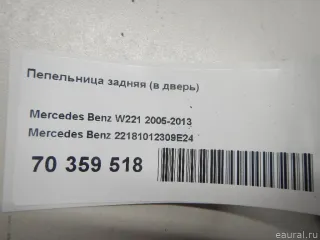 Пепельница задняя (в дверь)
Mercedes Benz W221 2005-2013
Mercedes Benz 22181012309E24
70 359 518
eaural.ru